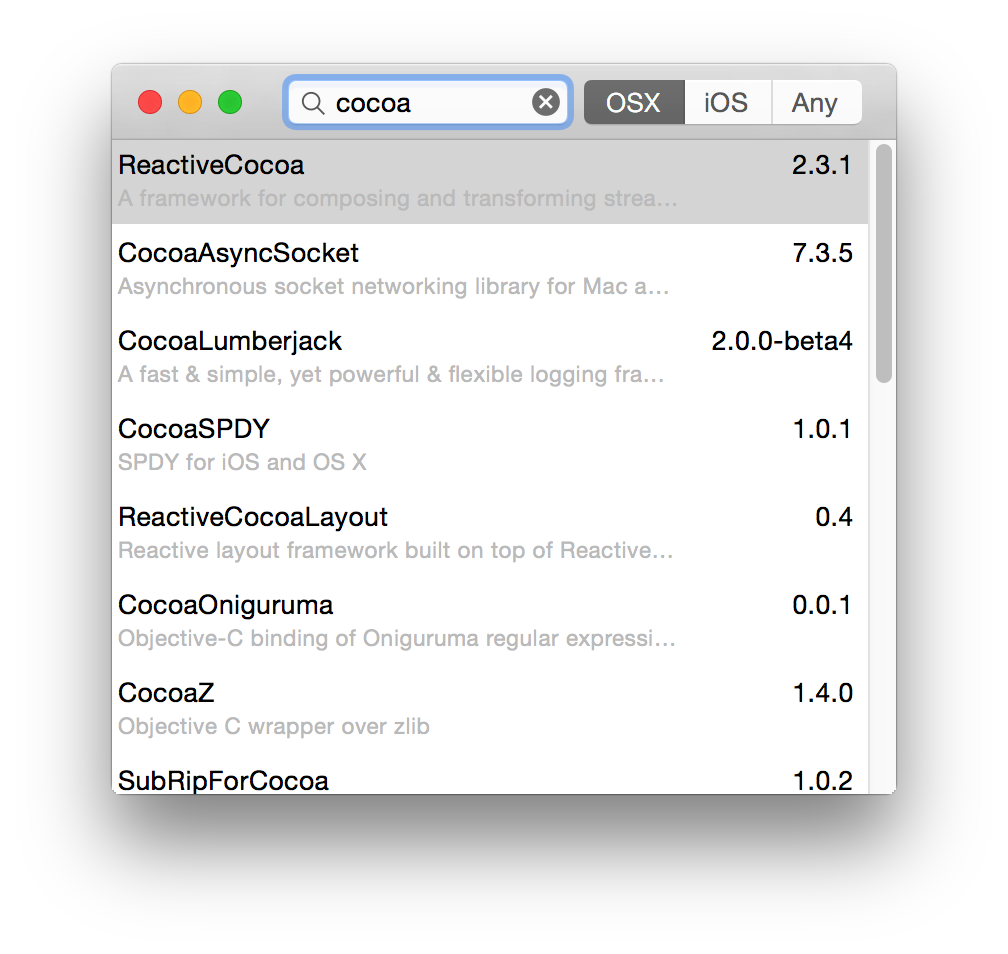 cocoa OSX iOS Any
ReactiveCocoa 2.3.1
A framework for composing and transforming strea…
CocoaAsyncSocket 7.3.5
Asynchronous socket networking library for Mac a…
CocoaLumberjack 2.0.0-beta4
A fast & simple, yet powerful & flexible logging fra…
CocoaSPDY 1.0.1
SPDY for iOS and OS X
ReactiveCocoaLayout 0.4
Reactive layout framework built on top of Reactive…
CocoaOniguruma 0.0.1
Objective-C binding of Oniguruma regular expressi…
CocoaZ 1.4.0
Objective C wrapper over zlib
SubRipForCocoa 1.0.2